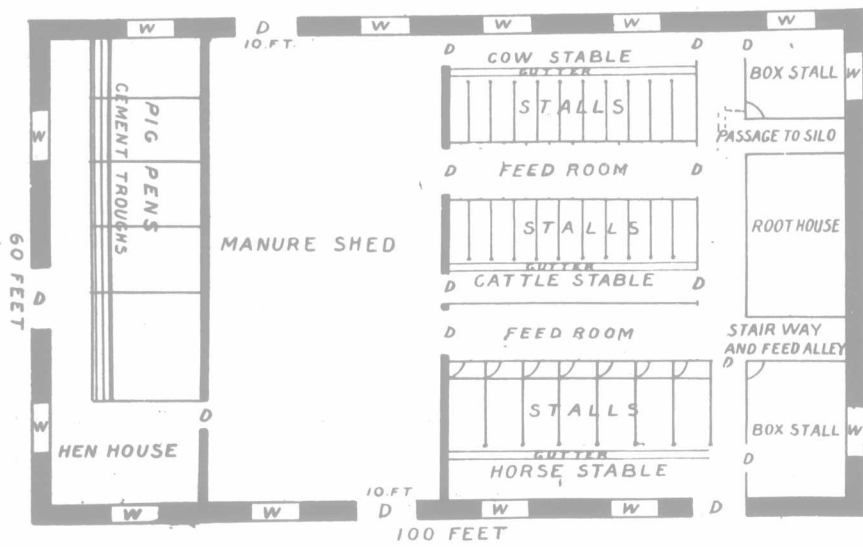 W D W W W W
10.FT.
D D D
COW STABLE
GUTTER
BOX STALL
W
STALLS
PASSAGE TO SILO
W
CEMENT TROUGHS
PIG PENS
D FEED ROOM D
STALLS
ROOT HOUSE
MANURE SHED
GUTTER
D CATTLE STABLE D
60 FEET
D
D FEED ROOM
STAIR WAY
AND FEED ALLEY
D
STALLS
D
W
BOX STALL W
HEN HOUSE
GUTTER
D
HORSE STABLE
10.FT
W W D W W D
100 FEET